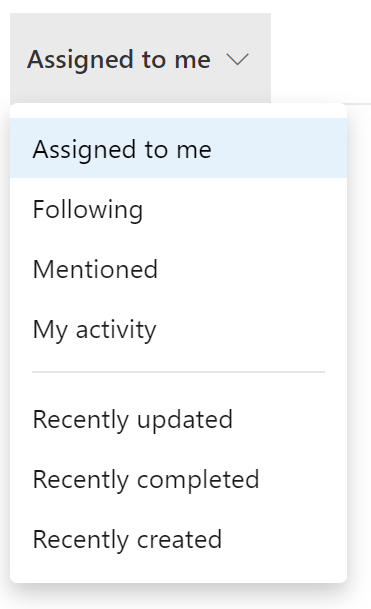 Assigned to me
Assigned to me
Following
Mentioned
My activity
Recently updated
Recently completed
Recently created